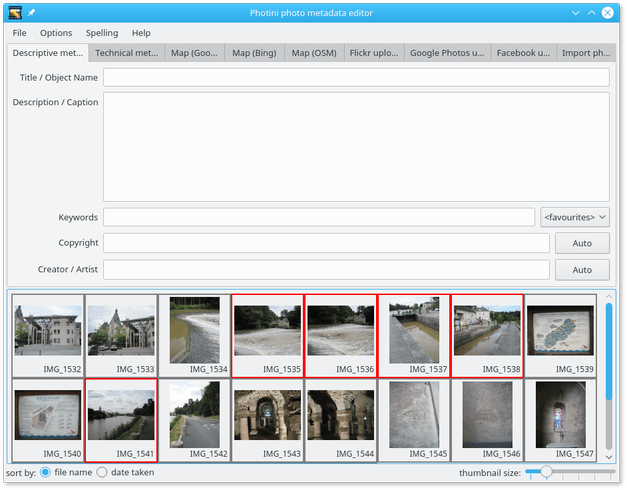 Photini photo metadata editor
File Options Spelling Help
Descriptive met... Technical met... Map (Goo... Map (Bing) Map (OSM) Flickr uplo... Google Photos u... Facebook u... Import ph...
Title / Object Name
Description / Caption
Keywords <favourites>
Copyright Auto
Creator / Artist Auto
IMG_1532 IMG_1533 IMG_1534 IMG_1535 IMG_1536 IMG_1537 IMG_1538 IMG_1539
IMG_1540 IMG_1541 IMG_1542 IMG_1543 IMG_1544 IMG_1545 IMG_1546 IMG_1547
sort by: file name date taken thumbnail size: